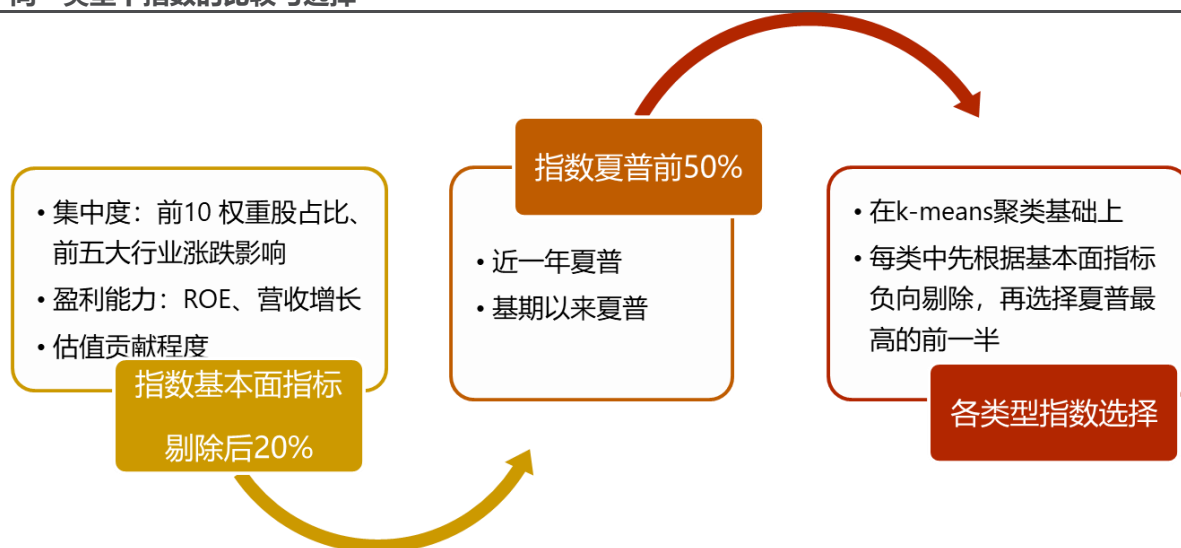 • 集中度：前10 权重股占比、
前五大行业涨跌影响
• 盈利能力：ROE、营收增长
• 估值贡献程度
指数基本面指标
剔除后20%
指数夏普前50%
• 近一年夏普
• 基期以来夏普
• 在k-means聚类基础上
• 每类中先根据基本面指标
负向剔除，再选择夏普最
高的前一半
各类型指数选择